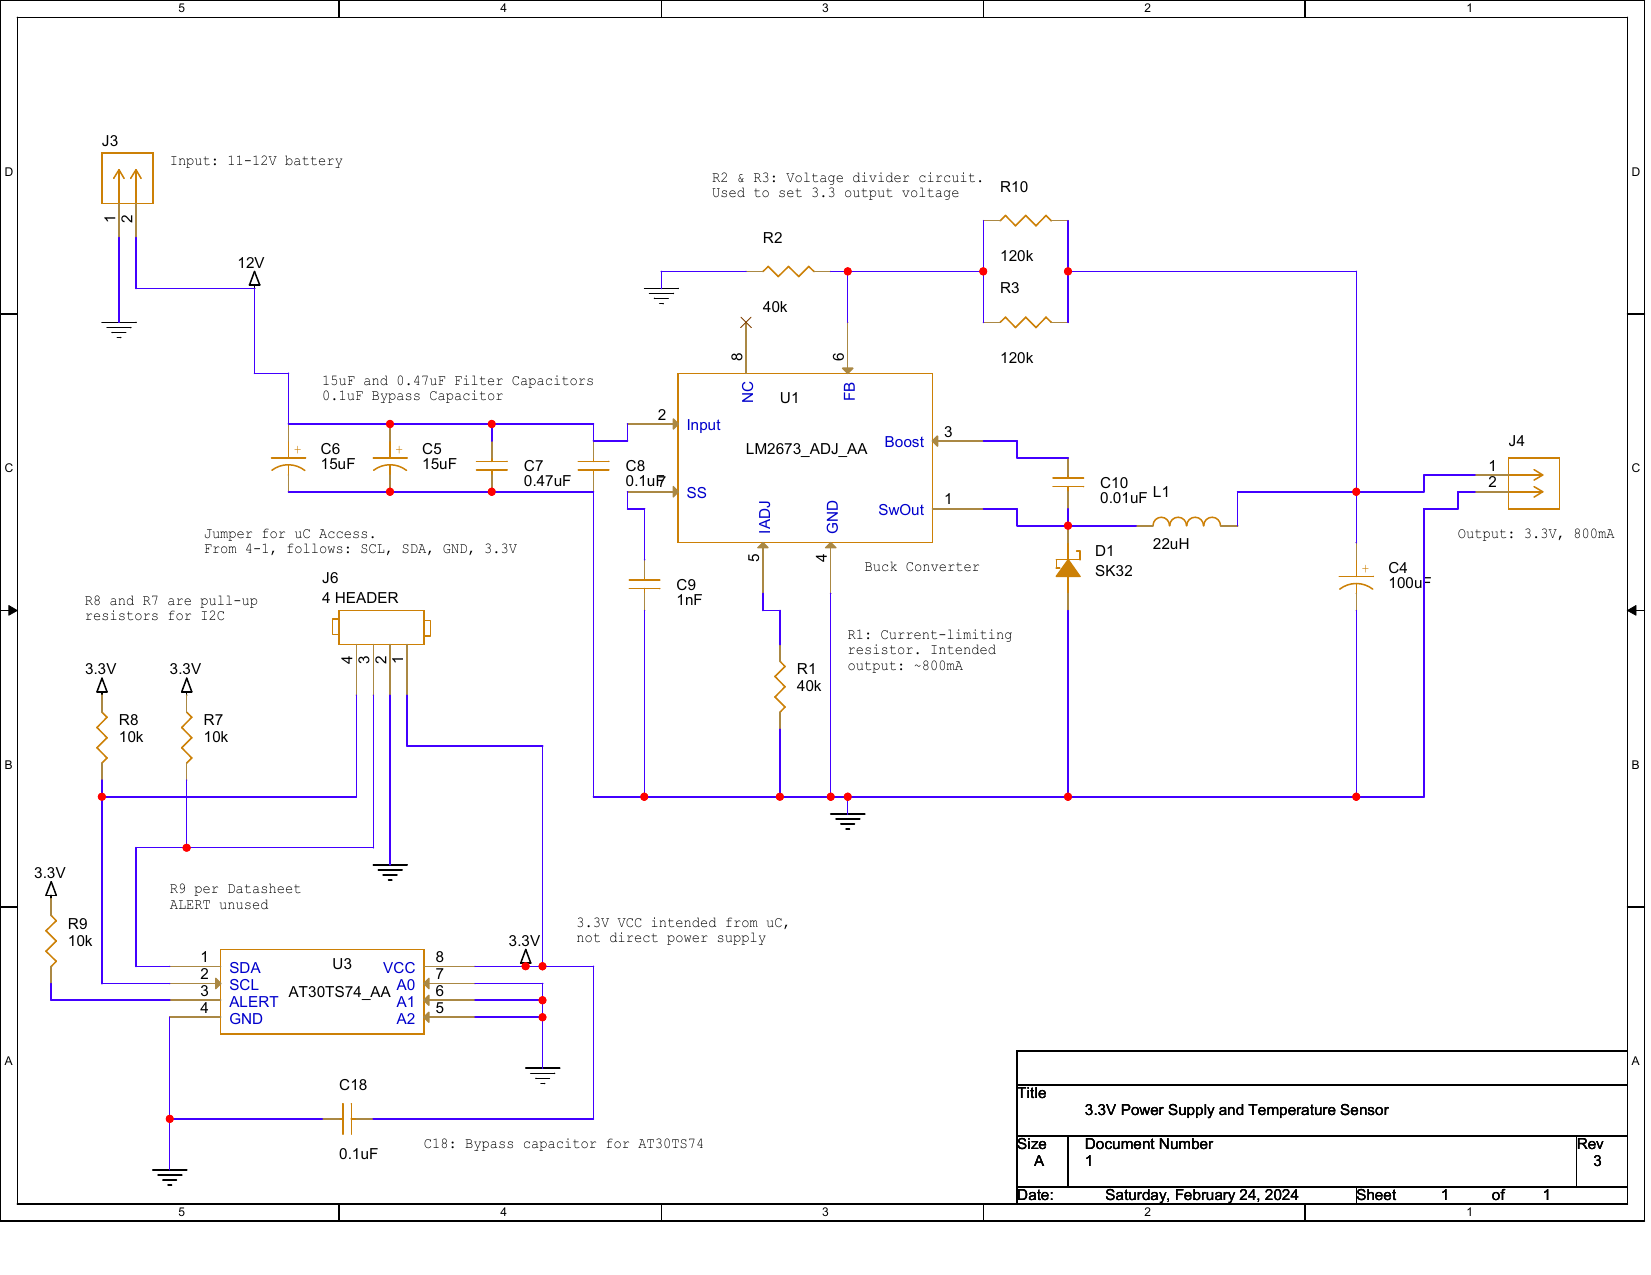 5 4 3 2 1
D
D
C
C
B
B
A
A
J3
Input: 11-12V battery
1
2
12V
R2 & R3: Voltage divider circuit.
Used to set 3.3 output voltage
R10
120k
R3
120k
R2
40k
15uF and 0.47uF Filter Capacitors
0.1uF Bypass Capacitor
C6
15uF
C5
15uF
C7
0.47uF
C8
0.1uF
8
NC
6
FB
U1
LM2673_ADJ_AA
2
Input
7
SS
5
IADJ
4
GND
3
Boost
1
SwOut
Buck Converter
C10
0.01uF
L1
22uH
D1
SK32
C4
100uF
J4
1
2
Output: 3.3V, 800mA
C9
1nF
R1
40k
R1: Current-limiting
resistor. Intended
output: ~800mA
Jumper for uC Access.
From 4-1, follows: SCL, SDA, GND, 3.3V
J6
4 HEADER
4
3
2
1
R8 and R7 are pull-up
resistors for I2C
3.3V
3.3V
R8
10k
R7
10k
3.3V
R9
10k
R9 per Datasheet
ALERT unused
3.3V VCC intended from uC,
not direct power supply
3.3V
U3
AT30TS74_AA
1
SDA
2
SCL
3
ALERT
4
GND
8
VCC
7
A0
6
A1
5
A2
C18
0.1uF
C18: Bypass capacitor for AT30TS74
Title
3.3V Power Supply and Temperature Sensor
Size Document Number Rev
A 1 3
Date: Saturday, February 24, 2024 Sheet 1 of 1
5 4 3 2 1